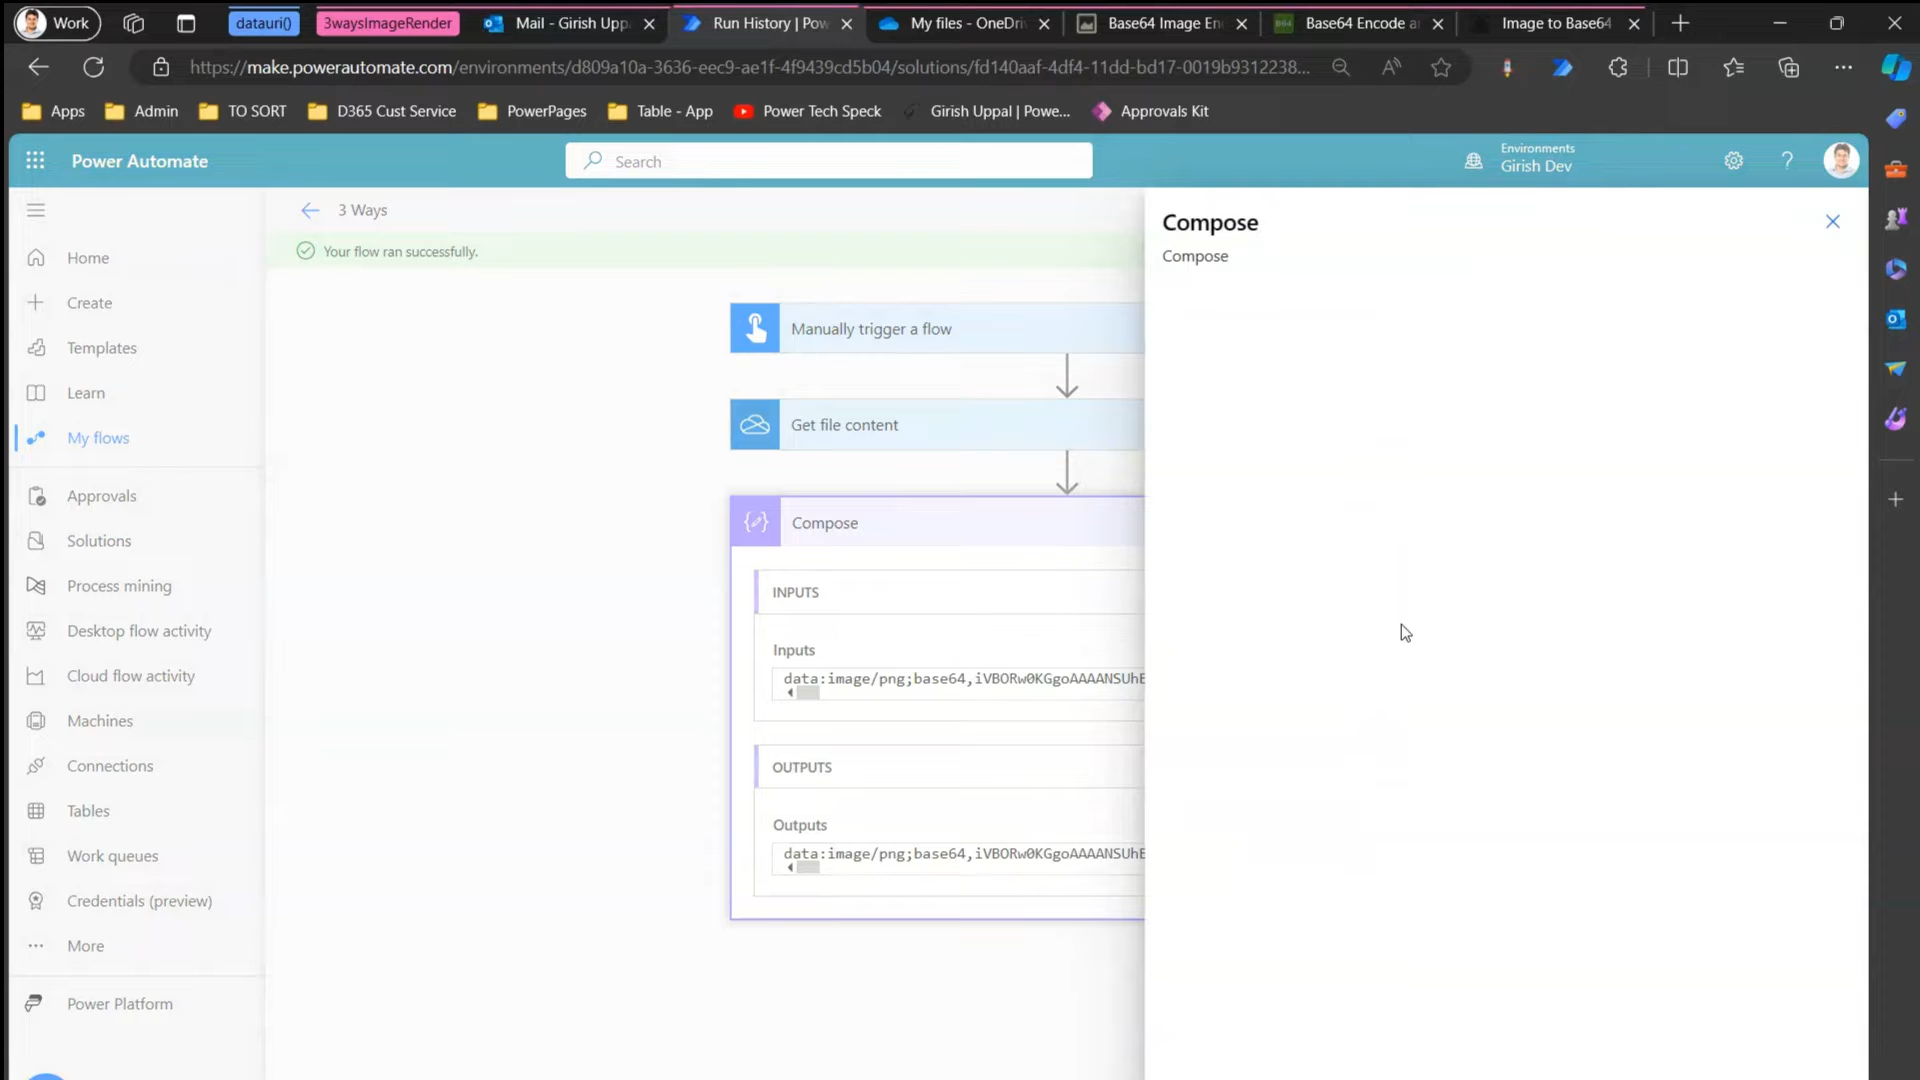 Work
datauri()
3waysImageRender
Mail - Girish Upp
Run History | Pow
My files - OneDri
Base64 Image En
Base64 Encode a
Image to Base64
https://make.powerautomate.com/environments/d809a10a-3636-eec9-ae1f-4f9439cd5b04/solutions/fd140aaf-4df4-11dd-bd17-0019b9312238...
Apps
Admin
TO SORT
D365 Cust Service
PowerPages
Table - App
Power Tech Speck
Girish Uppal | Powe...
Approvals Kit
Power Automate
Search
Environments
Girish Dev
3 Ways
Your flow ran successfully.
Home
Create
Templates
Learn
My flows
Approvals
Solutions
Process mining
Desktop flow activity
Cloud flow activity
Machines
Connections
Tables
Work queues
Credentials (preview)
More
Power Platform
Manually trigger a flow
Get file content
Compose
INPUTS
Inputs
data:image/png;base64,iVBORw0KGgoAAAANSUhE
OUTPUTS
Outputs
data:image/png;base64,iVBORw0KGgoAAAANSUhE
Compose
Compose